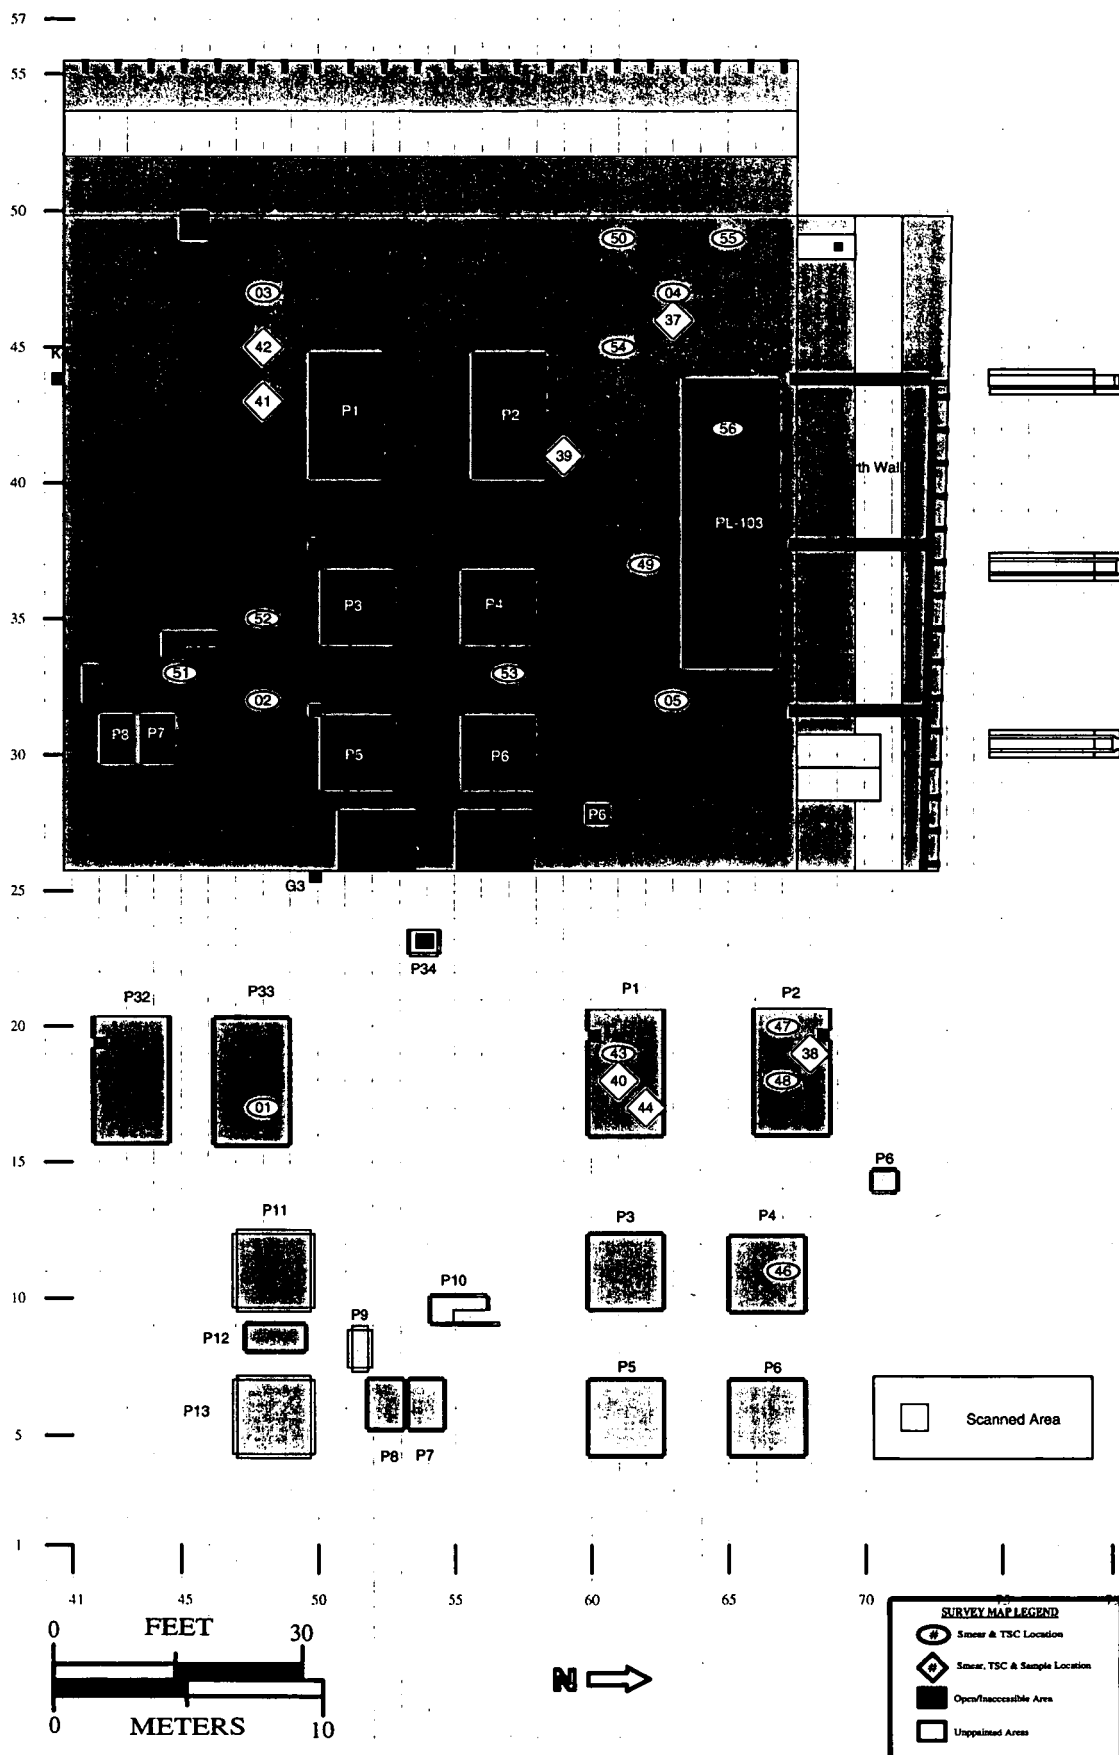 57
55
50
50 55
03 04
37
45
K
42 54
41
P1 P2
56
39
40
rth Wal
PL-103
49
P3 P4
35
52
51 53
02 05
P8 P7
30
P5 P6
P6
25
G3
P34
P32 P33 P1 P2
20
47
43 38
40 48
01 44
15
P6
P11 P3 P4
46
10
P10
P9
P12
P5 P6
P13
5
Scanned Area
P8 P7
1
41 45 50 55 60 65 70 75
0 FEET 30
0 METERS 10
N
SURVEY MAP LEGEND
# Smear & TSC Location
# Smear, TSC & Sample Location
Open/Inaccessible Area
Unppainted Areas